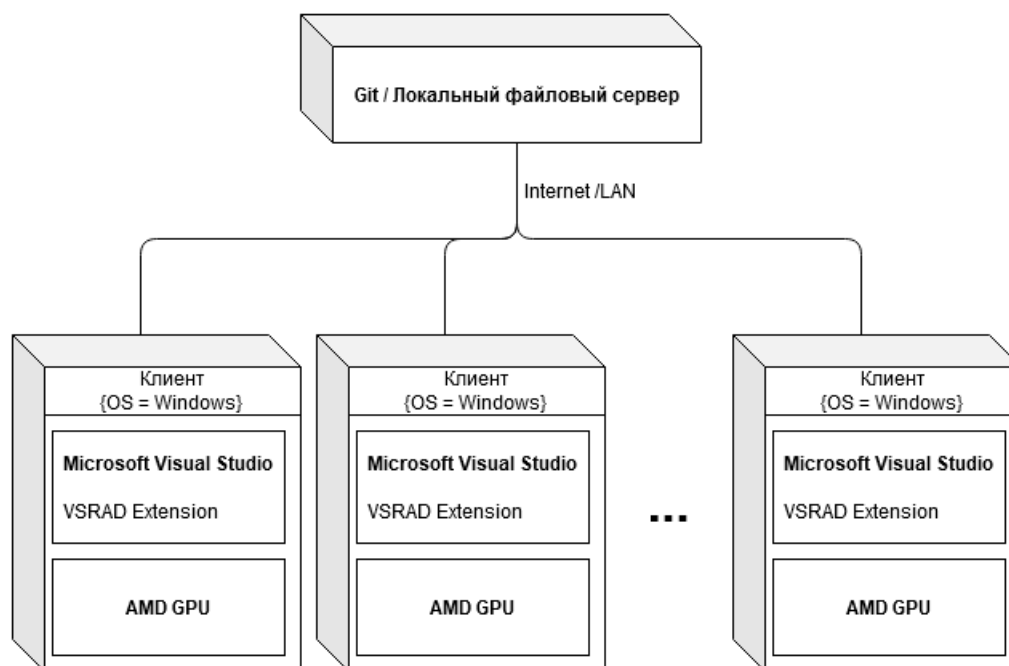 Git / Локальный файловый сервер
Internet /LAN
Клиент
{OS = Windows}
Microsoft Visual Studio
VSRAD Extension
AMD GPU
Клиент
{OS = Windows}
Microsoft Visual Studio
VSRAD Extension
AMD GPU
...
Клиент
{OS = Windows}
Microsoft Visual Studio
VSRAD Extension
AMD GPU